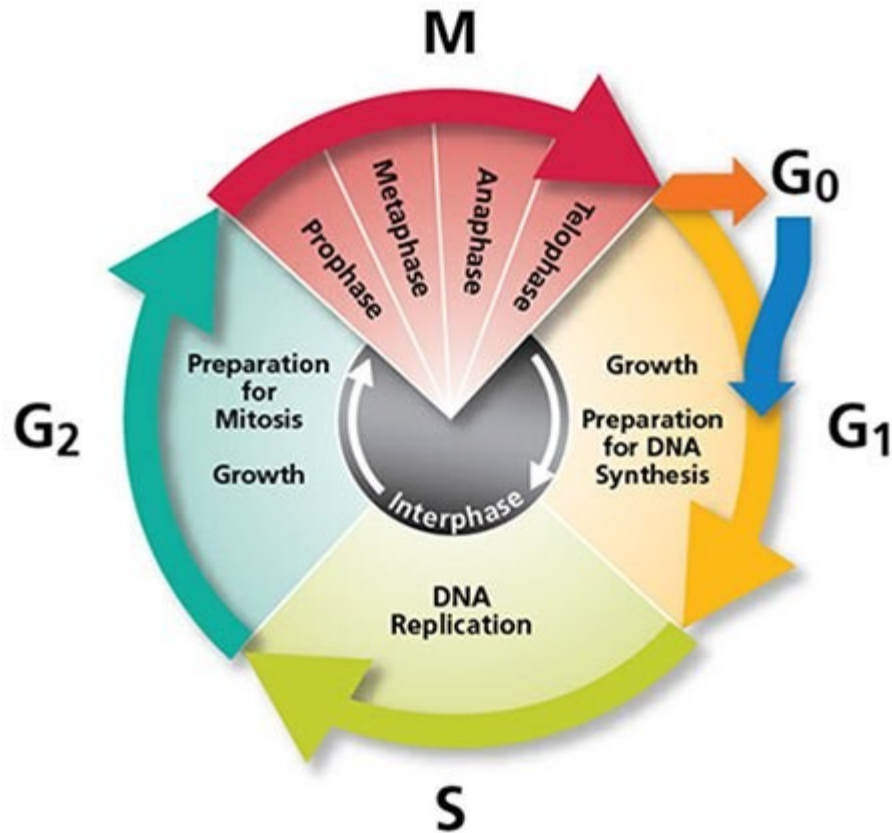 M
Prophase
Metaphase
Anaphase
Telophase
G0
Growth
Preparation
for DNA
Synthesis
G1
Preparation
for
Mitosis
Growth
G2
Interphase
DNA
Replication
S